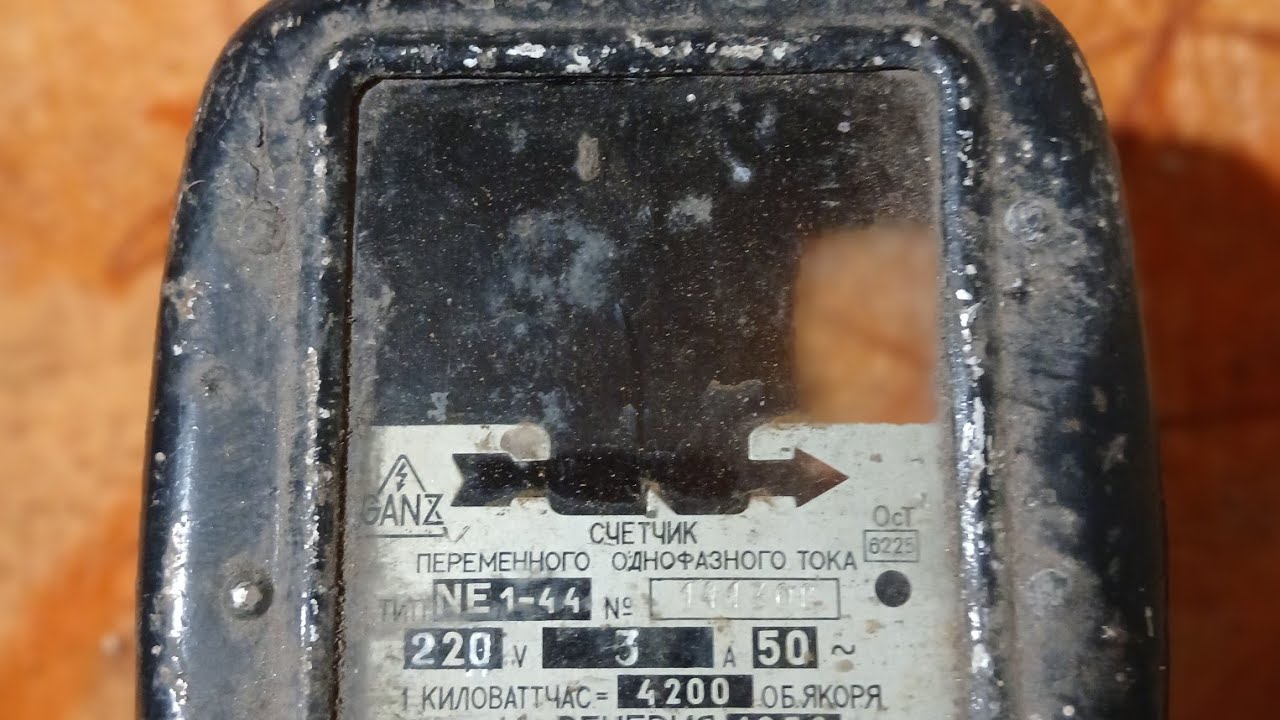 GANZ
СЧЕТЧИК
ПЕРЕМЕННОГО ОДНОФАЗНОГО ТОКА
ОсТ
6225
ТИП NE 1-44 №
220 V 3 A 50 ~
1 КИЛОВАТТЧАС = 4200 ОБ.ЯКОРЯ
ВЕНГРИЯ